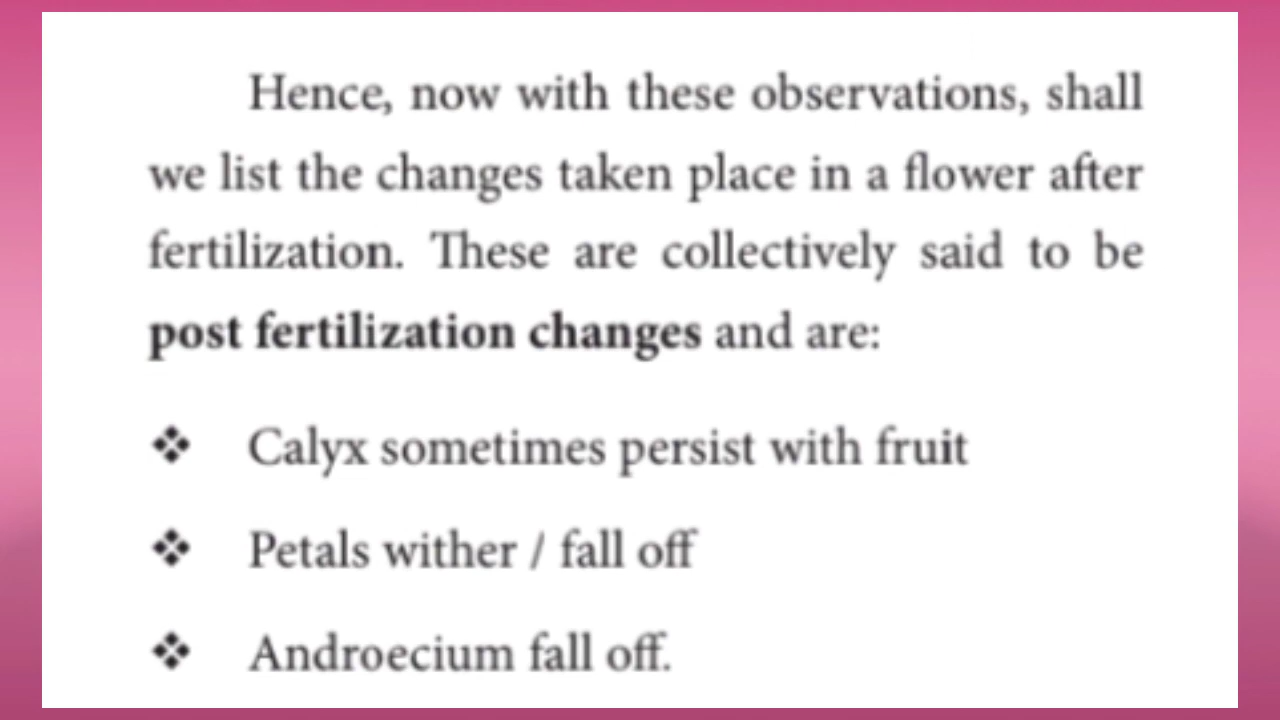 Hence, now with these observations, shall
we list the changes taken place in a flower after
fertilization. These are collectively said to be
post fertilization changes and are:
❖ Calyx sometimes persist with fruit
❖ Petals wither / fall off
❖ Androecium fall off.